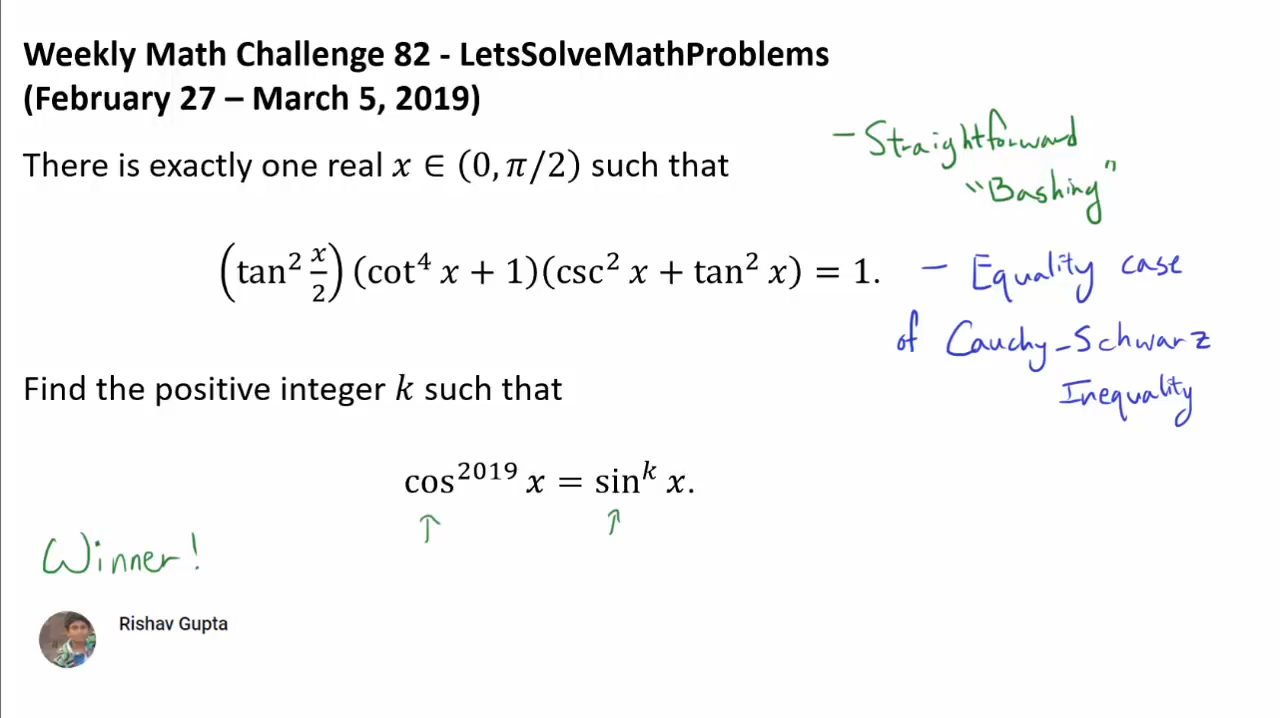 Weekly Math Challenge 82 - LetsSolveMathProblems
(February 27 – March 5, 2019)
There is exactly one real 𝑥 ∈ (0, 𝜋/2) such that
(tan² 𝑥/2) (cot⁴ 𝑥 + 1)(csc² 𝑥 + tan² 𝑥) = 1.
Find the positive integer 𝑘 such that
cos²⁰¹⁹ 𝑥 = sinᵏ 𝑥.
↑ ↑
- Straightforward
"Bashing"
- Equality case
of Cauchy-Schwarz
Inequality
Winner!
Rishav Gupta